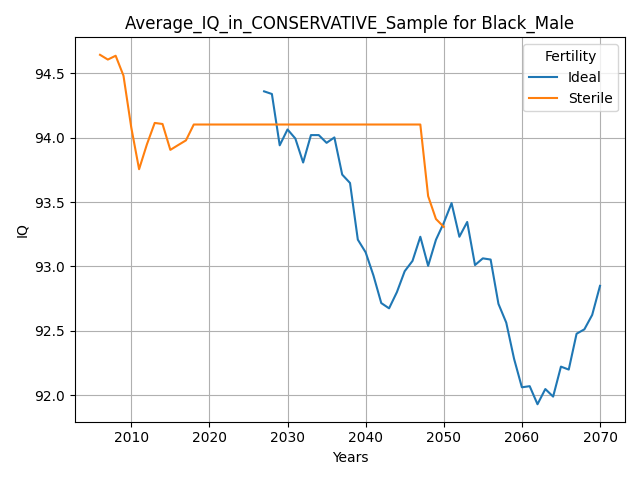 Average_IQ_in_CONSERVATIVE_Sample for Black_Male
Fertility
Ideal
Sterile
IQ
94.5
94.0
93.5
93.0
92.5
92.0
2010 2020 2030 2040 2050 2060 2070
Years